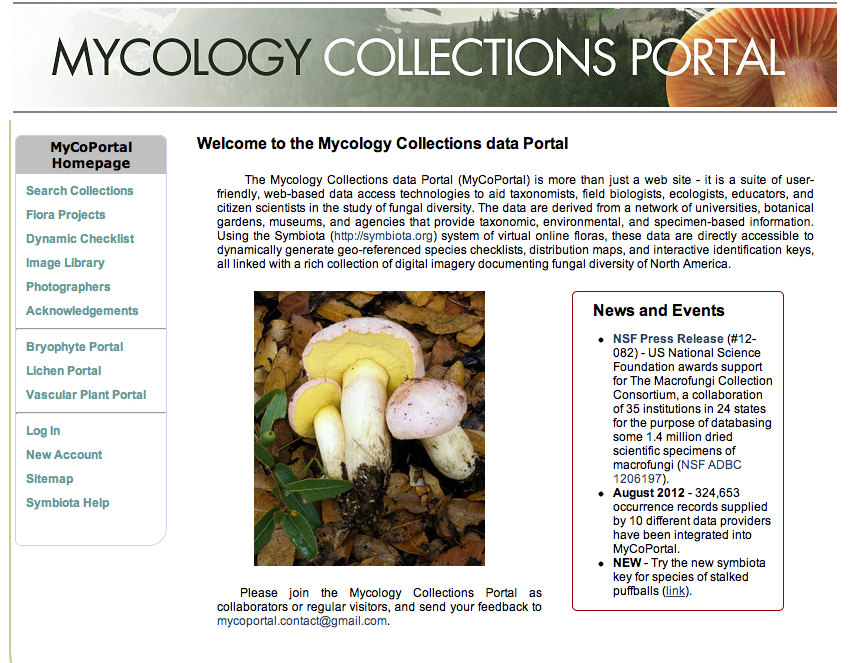 MYCOLOGY COLLECTIONS PORTAL
MyCoPortal
Homepage
Search Collections
Flora Projects
Dynamic Checklist
Image Library
Photographers
Acknowledgements
Bryophyte Portal
Lichen Portal
Vascular Plant Portal
Log In
New Account
Sitemap
Symbiota Help
Welcome to the Mycology Collections data Portal
The Mycology Collections data Portal (MyCoPortal) is more than just a web site - it is a suite of user-
friendly, web-based data access technologies to aid taxonomists, field biologists, ecologists, educators, and
citizen scientists in the study of fungal diversity. The data are derived from a network of universities, botanical
gardens, museums, and agencies that provide taxonomic, environmental, and specimen-based information.
Using the Symbiota (http://symbiota.org) system of virtual online floras, these data are directly accessible to
dynamically generate geo-referenced species checklists, distribution maps, and interactive identification keys,
all linked with a rich collection of digital imagery documenting fungal diversity of North America.
News and Events
• NSF Press Release (#12-
082) - US National Science
Foundation awards support
for The Macrofungi Collection
Consortium, a collaboration
of 35 institutions in 24 states
for the purpose of databasing
some 1.4 million dried
scientific specimens of
macrofungi (NSF ADBC
1206197).
• August 2012 - 324,653
occurrence records supplied
by 10 different data providers
have been integrated into
MyCoPortal.
• NEW - Try the new symbiota
key for species of stalked
puffballs (link).
Please join the Mycology Collections Portal as
collaborators or regular visitors, and send your feedback to
mycoportal.contact@gmail.com.